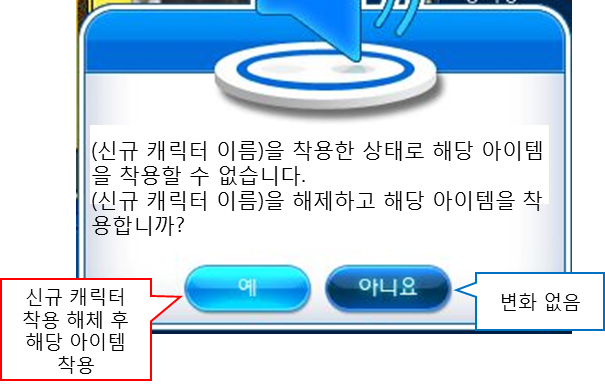 (신규 캐릭터 이름)을 착용한 상태로 해당 아이템
을 착용할 수 없습니다.
(신규 캐릭터 이름)을 해제하고 해당 아이템을 착
용합니까?
예
아니요
신규 캐릭터
착용 해체 후
해당 아이템
착용
변화 없음